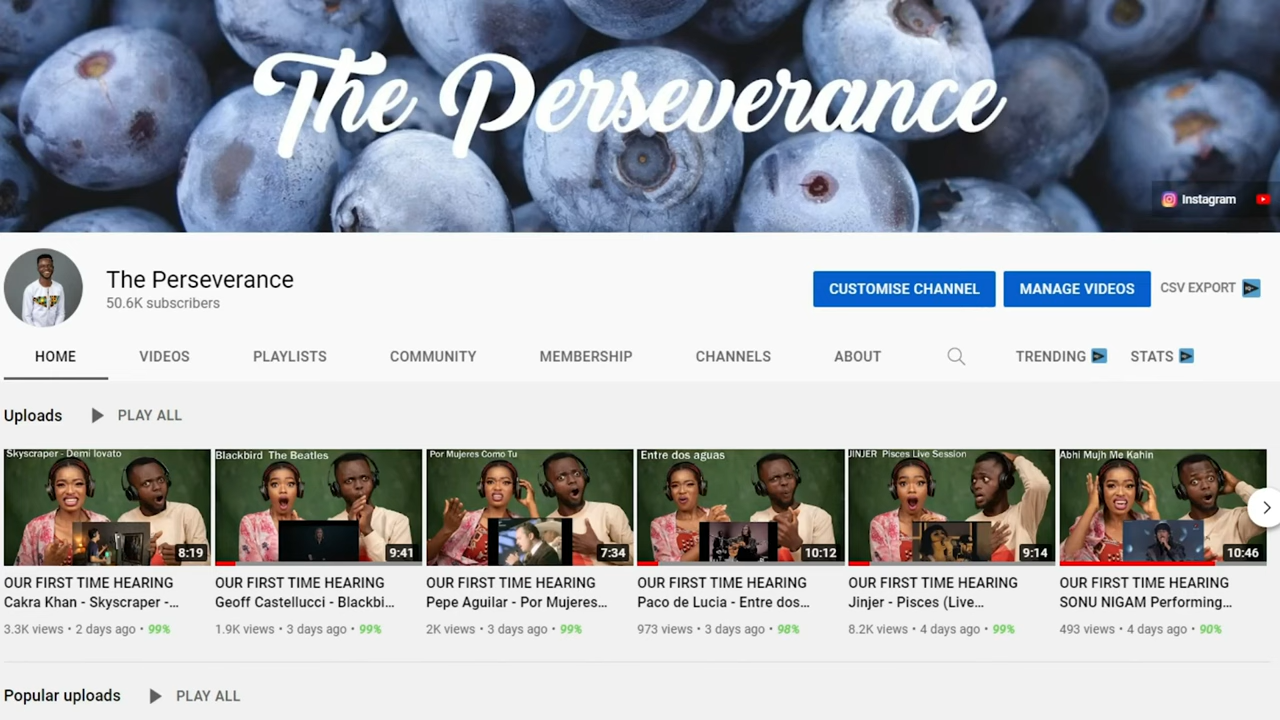 The Perseverance
Instagram
The Perseverance
50.6K subscribers
CUSTOMISE CHANNEL
MANAGE VIDEOS
CSV EXPORT
HOME
VIDEOS
PLAYLISTS
COMMUNITY
MEMBERSHIP
CHANNELS
ABOUT
TRENDING
STATS
Uploads
PLAY ALL
Skyscraper - Demi lovato
8:19
OUR FIRST TIME HEARING
Cakra Khan - Skyscraper -...
3.3K views • 2 days ago • 99%
Blackbird The Beatles
9:41
OUR FIRST TIME HEARING
Geoff Castellucci - Blackbi...
1.9K views • 3 days ago • 99%
Por Mujeres Como Tu
7:34
OUR FIRST TIME HEARING
Pepe Aguilar - Por Mujeres...
2K views • 3 days ago • 99%
Entre dos aguas
10:12
OUR FIRST TIME HEARING
Paco de Lucia - Entre dos...
973 views • 3 days ago • 98%
JINJER Pisces Live Session
9:14
OUR FIRST TIME HEARING
Jinjer - Pisces (Live...
8.2K views • 4 days ago • 99%
Abhi Mujh Me Kahin
10:46
OUR FIRST TIME HEARING
SONU NIGAM Performing...
493 views • 4 days ago • 90%
Popular uploads
PLAY ALL